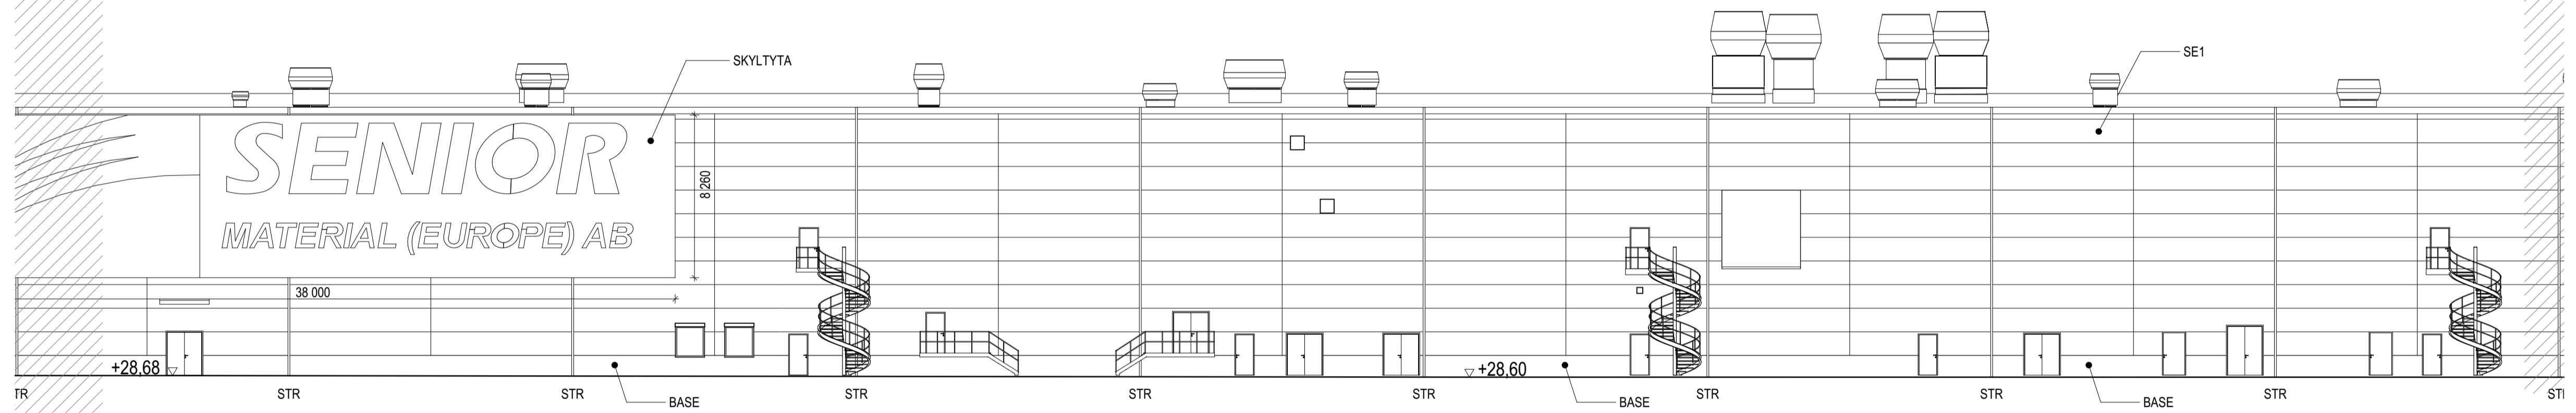 SKYLTYTA
SE1
SENIOR
MATERIAL (EUROPE) AB
8 260
38 000
+28,68
+28,60
TR
STR
STR
STR
STR
STR
STR
STR
STR
BASE
BASE
BASE